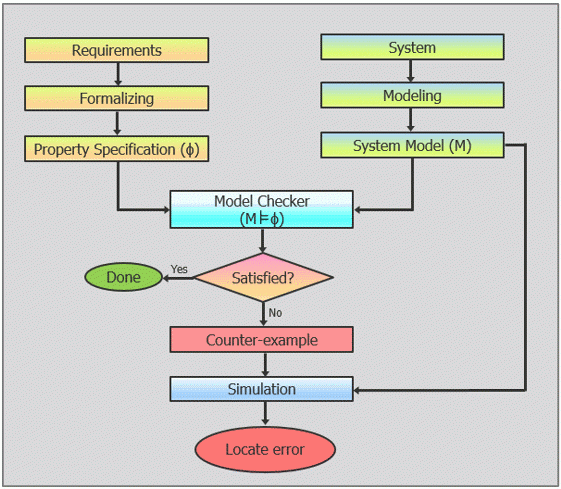 Requirements
Formalizing
Property Specification (ϕ)
System
Modeling
System Model (M)
Model Checker
(M⊨ϕ)
Satisfied?
Yes
Done
No
Counter-example
Simulation
Locate error